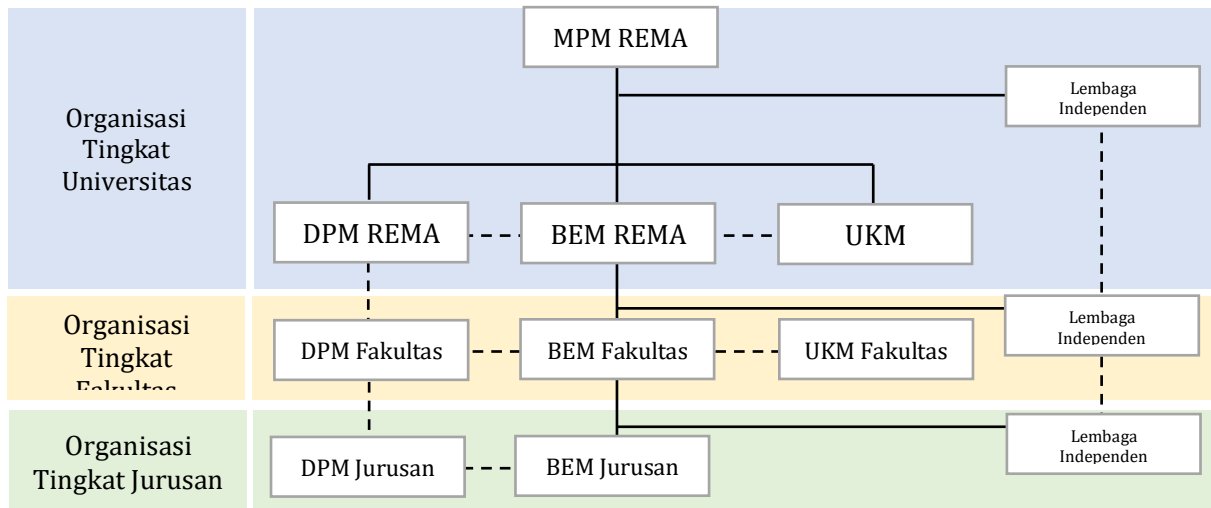 MPM REMA
Organisasi
Tingkat
Universitas
Lembaga
Independen
DPM REMA
BEM REMA
UKM
Organisasi
Tingkat
Fakultas
DPM Fakultas
BEM Fakultas
UKM Fakultas
Lembaga
Independen
Organisasi
Tingkat Jurusan
DPM Jurusan
BEM Jurusan
Lembaga
Independen